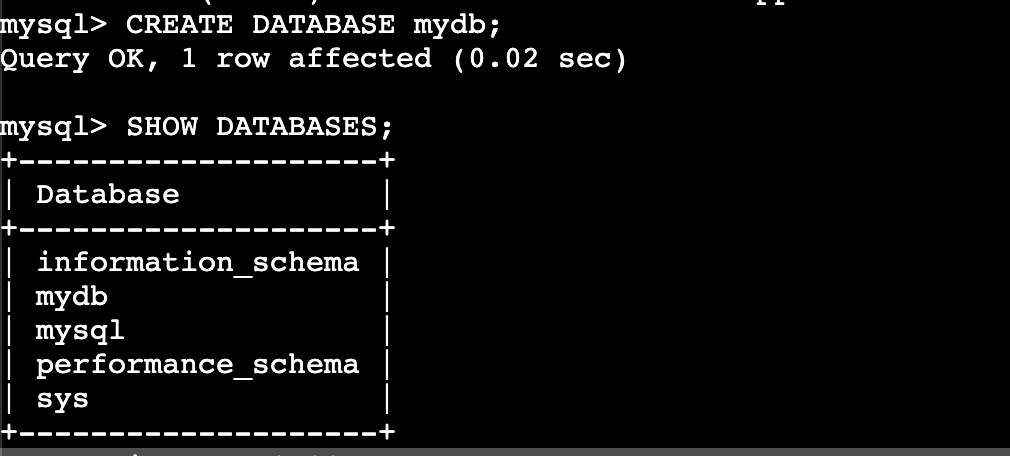 mysql> CREATE DATABASE mydb;
Query OK, 1 row affected (0.02 sec)
mysql> SHOW DATABASES;
+--------------------+
| Database           |
+--------------------+
| information_schema |
| mydb               |
| mysql              |
| performance_schema |
| sys                |
+--------------------+